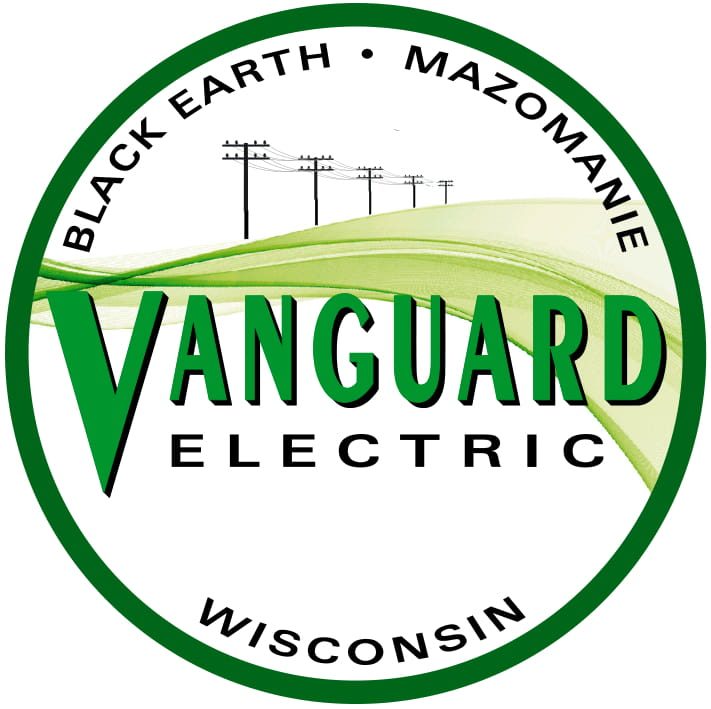 BLACK EARTH • MAZOMANIE
VANGUARD
ELECTRIC
WISCONSIN